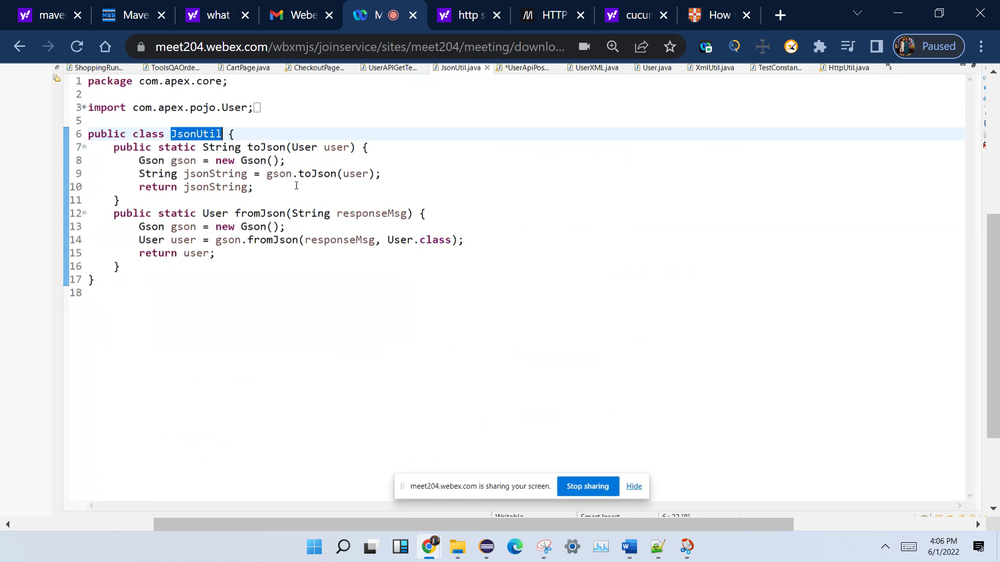 mave
Mave
what i
Webe
M
http s
HTTP
cucur
How t
meet204.webex.com/wbxmjs/joinservice/sites/meet204/meeting/downlo...
Paused
ShoppingRun...
ToolsQAOrde...
CartPage.java
CheckoutPage...
UserAPIGetTe...
JsonUtil.java
*UserApiPos...
UserXML.java
User.java
XmlUtil.java
TestConstan...
HttpUtil.java
1 package com.apex.core;
2
3 import com.apex.pojo.User;
5
6 public class JsonUtil {
7 public static String toJson(User user) {
8 Gson gson = new Gson();
9 String jsonString = gson.toJson(user);
10 return jsonString;
11 }
12 public static User fromJson(String responseMsg) {
13 Gson gson = new Gson();
14 User user = gson.fromJson(responseMsg, User.class);
15 return user;
16 }
17 }
18
meet204.webex.com is sharing your screen.
Stop sharing
Hide
Writable
Smart Insert
6 : 22 [8]
4:06 PM
6/1/2022